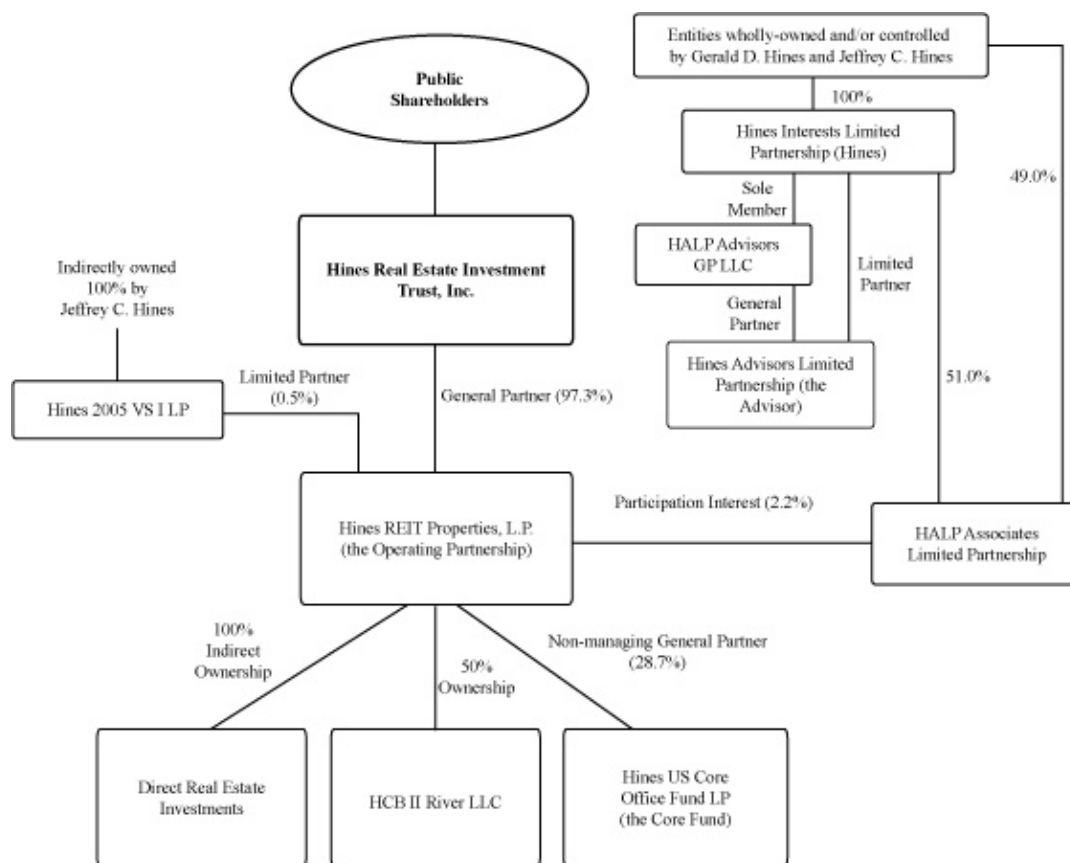 Entities wholly-owned and/or controlled
by Gerald D. Hines and Jeffrey C. Hines
Public
Shareholders
100%
Hines Interests Limited
Partnership (Hines)
49.0%
Sole
Member
HALP Advisors
GP LLC
Limited
Partner
Hines Real Estate Investment
Trust, Inc.
Indirectly owned
100% by
Jeffrey C. Hines
General
Partner
Hines Advisors Limited
Partnership (the
Advisor)
51.0%
Limited Partner
(0.5%)
General Partner (97.3%)
Hines 2005 VS I LP
Participation Interest (2.2%)
Hines REIT Properties, L.P.
(the Operating Partnership)
HALP Associates
Limited Partnership
100%
Indirect
Ownership
50%
Ownership
Non-managing General Partner
(28.7%)
Direct Real Estate
Investments
HCB II River LLC
Hines US Core
Office Fund LP
(the Core Fund)